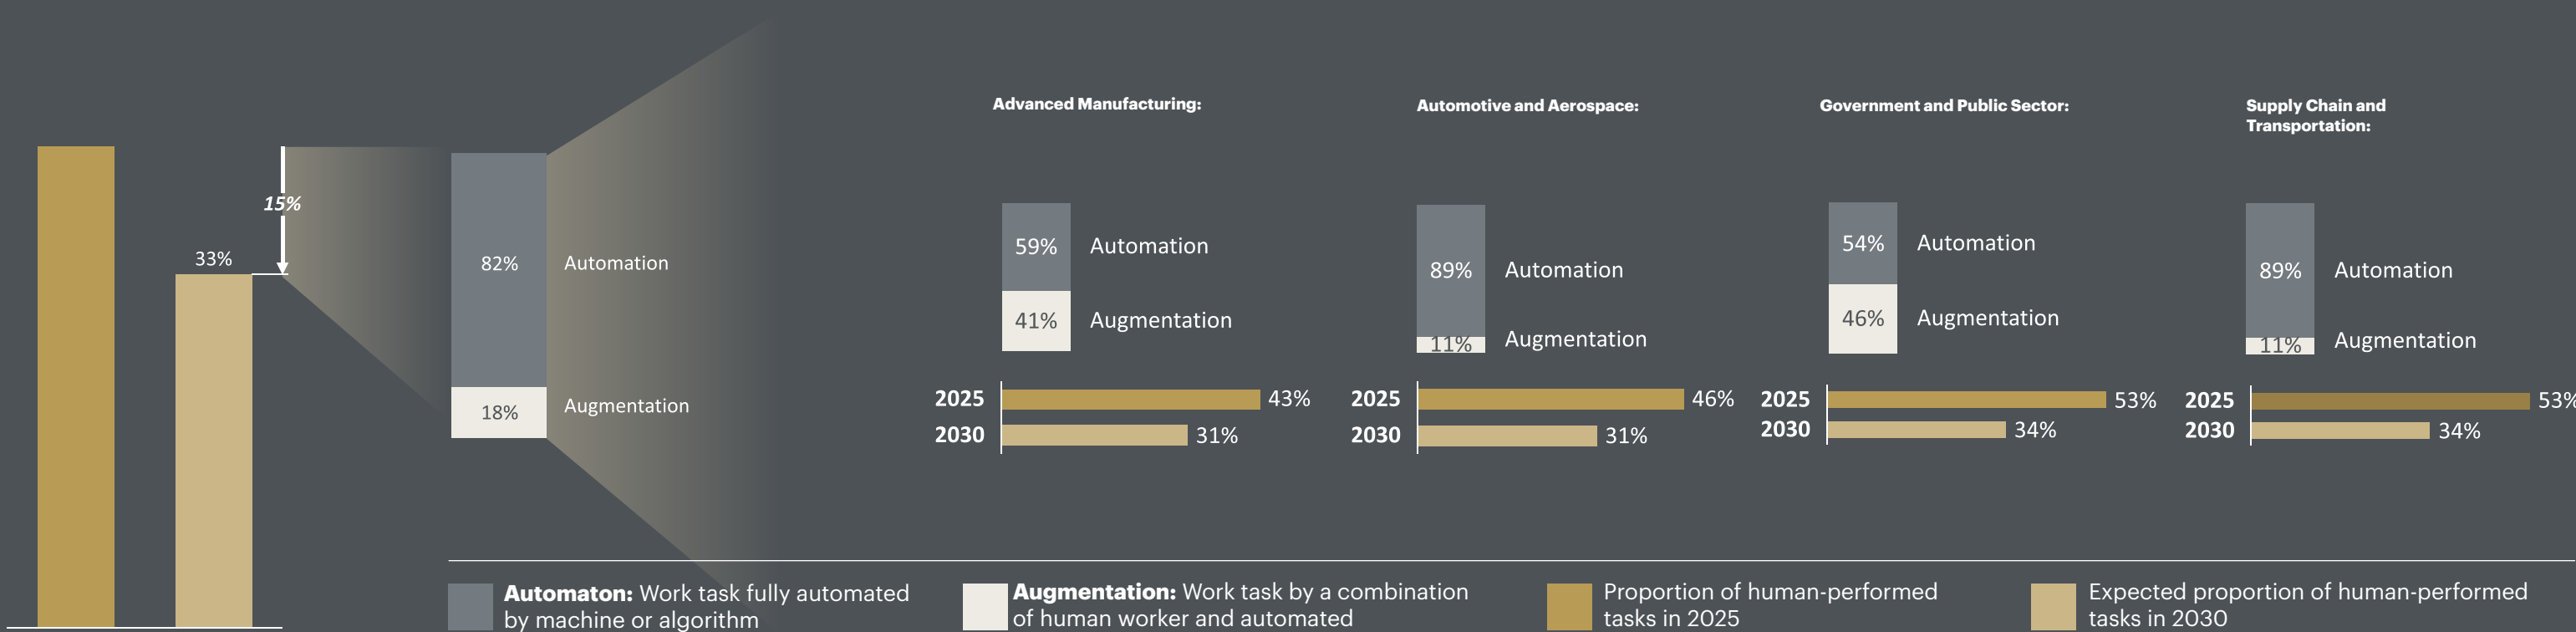 15%
33%
82%
Automation
18%
Augmentation
Advanced Manufacturing:
59%
Automation
41%
Augmentation
2025
43%
2030
31%
Automotive and Aerospace:
89%
Automation
11%
Augmentation
2025
46%
2030
31%
Government and Public Sector:
54%
Automation
46%
Augmentation
2025
53%
2030
34%
Supply Chain and
Transportation:
89%
Automation
11%
Augmentation
2025
53%
2030
34%
Automaton: Work task fully automated
by machine or algorithm
Augmentation: Work task by a combination
of human worker and automated
Proportion of human-performed
tasks in 2025
Expected proportion of human-performed
tasks in 2030